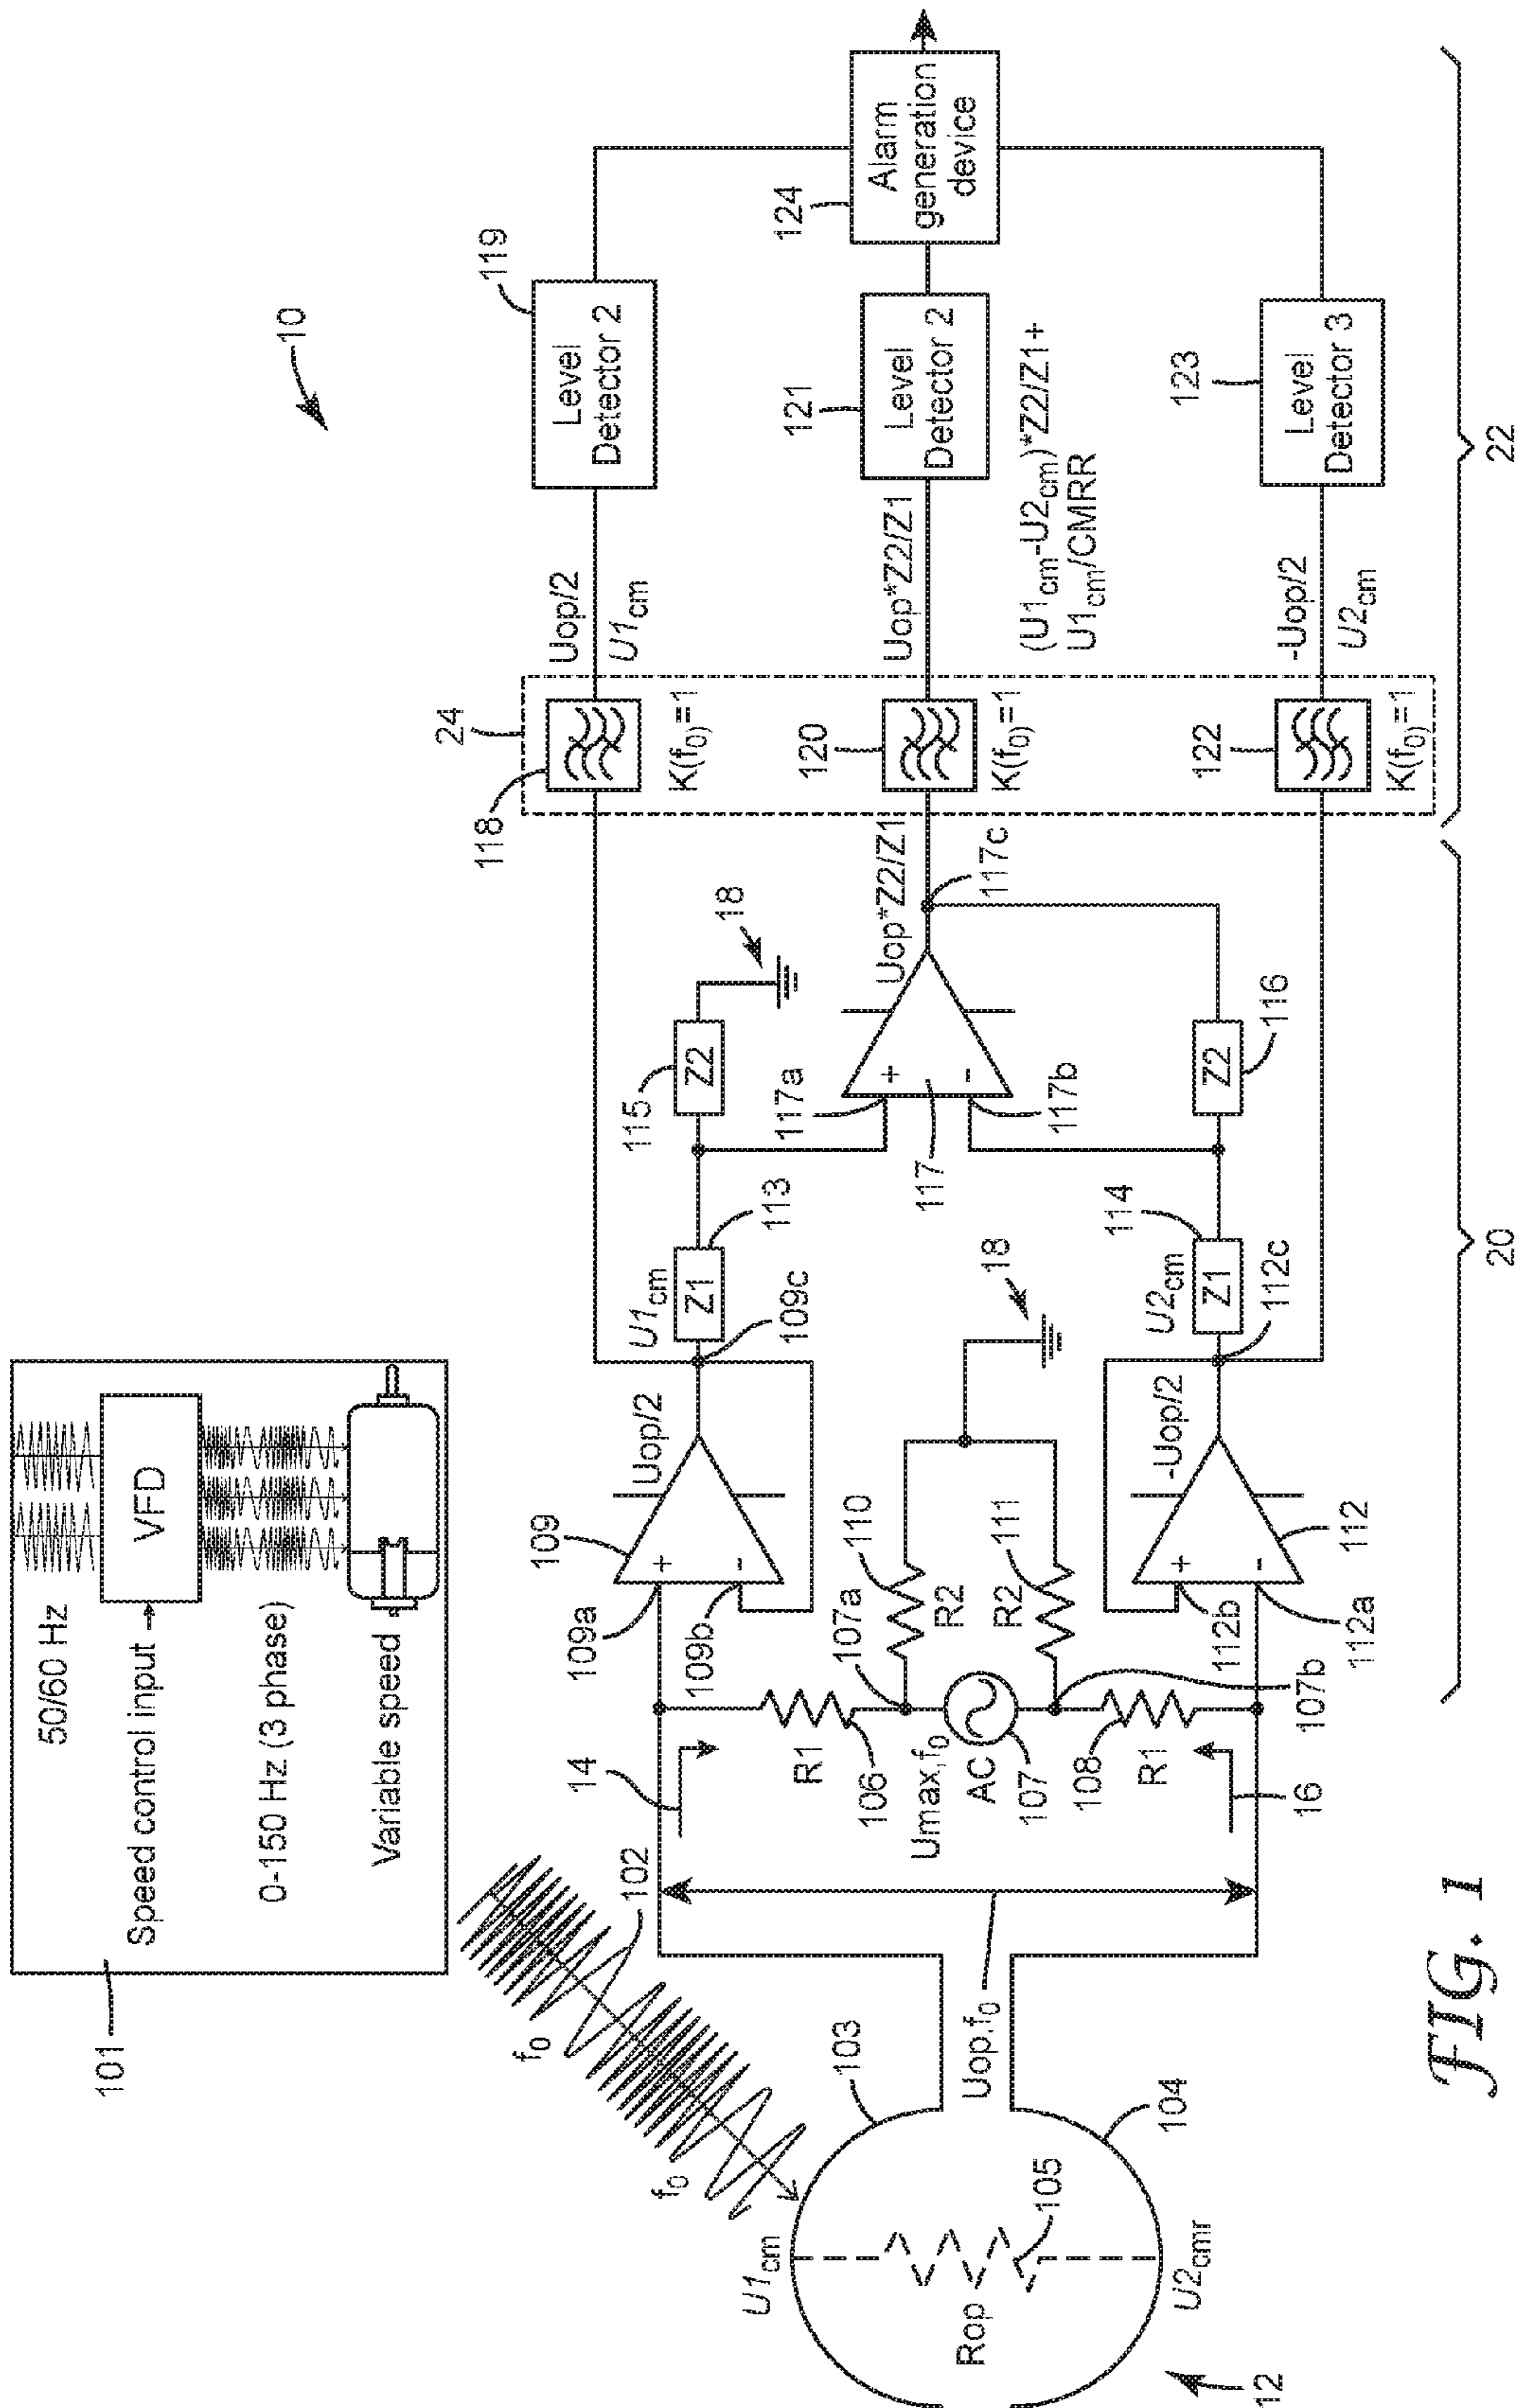 101
50/60 Hz
Speed control input
VFD
0-150 Hz (3 phase)
Variable speed
10
f0
f0
102
103
104
U1cm
Rop
105
U2cmr
12
Uop.f0
14
16
R1
106
107a
Umax,f0
AC
107
108
R1
107b
110
R2
R2
111
18
109
109a
109b
+
-
Uop/2
109c
U1cm
Z1
113
115
Z2
18
112
112b
112a
+
-
-Uop/2
112c
U2cm
Z1
114
Z2
116
117a
117b
117
+
-
Uop*Z2/Z1
117c
20
24
118
K(f0)=1
120
K(f0)=1
122
K(f0)=1
Uop/2
U1cm
Uop*Z2/Z1
(U1cm-U2cm)*Z2/Z1+
U1cm/CMRR
-Uop/2
U2cm
119
Level
Detector 2
121
Level
Detector 2
123
Level
Detector 3
124
Alarm
generation
device
22
FIG. 1